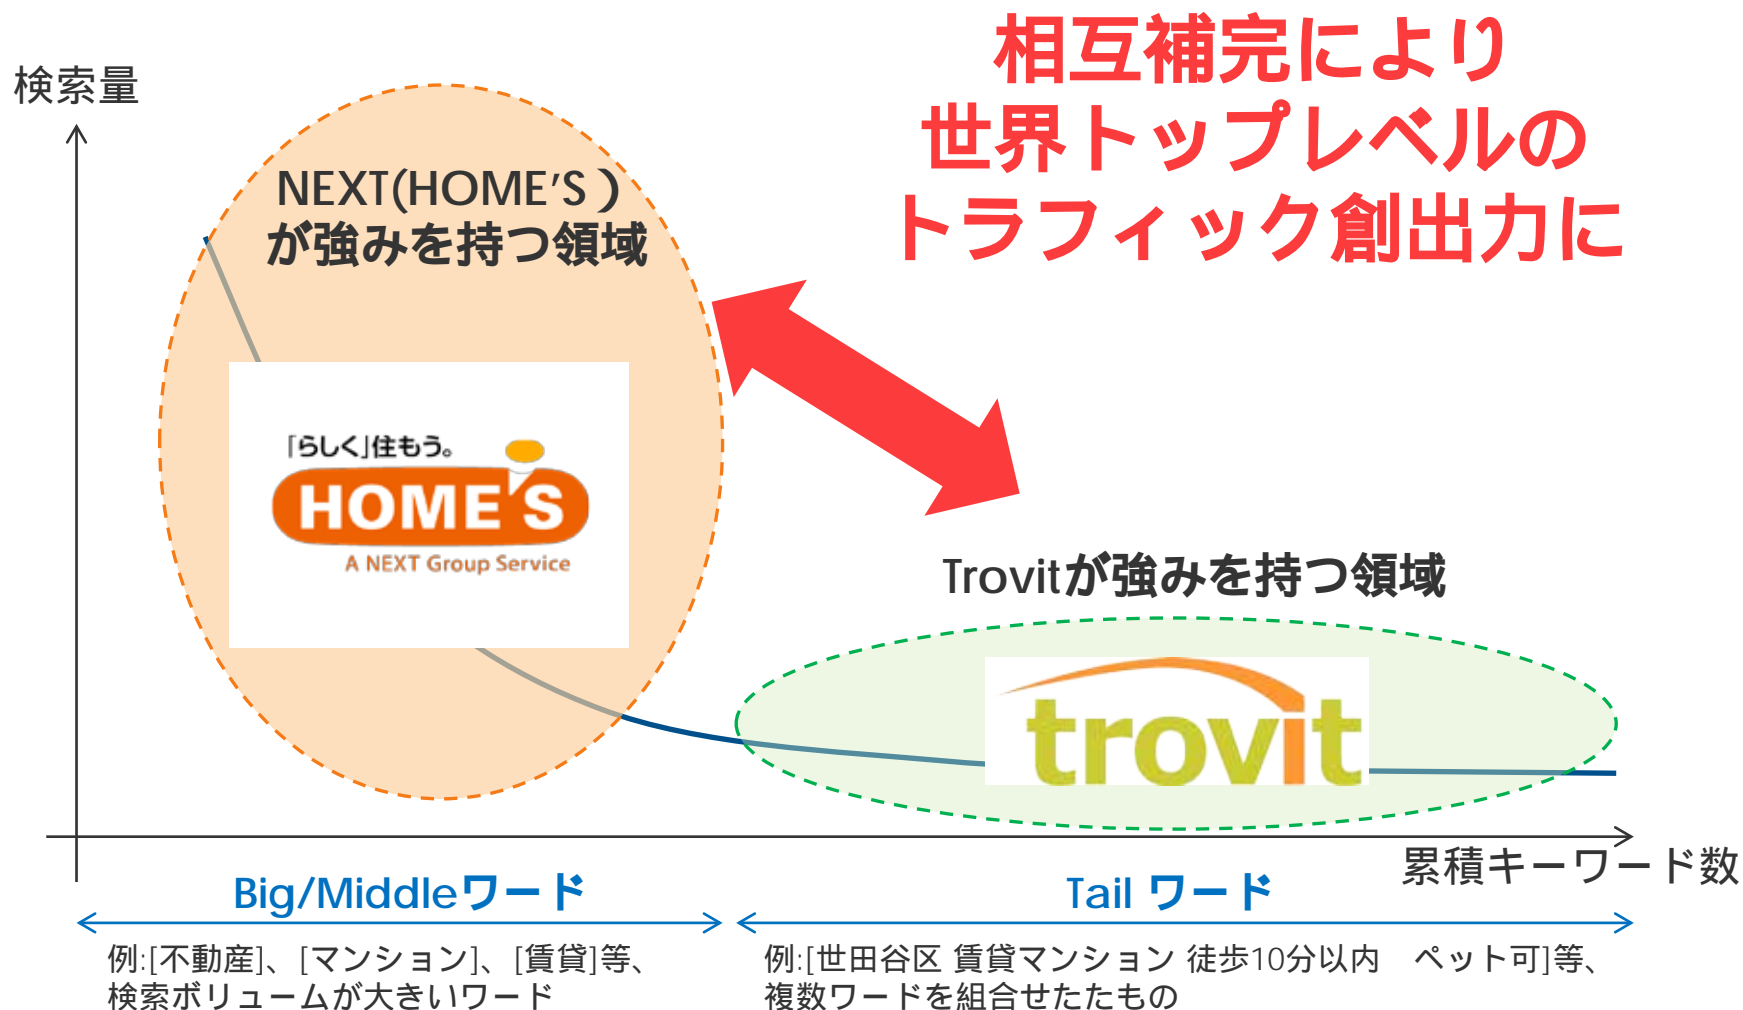 相互補完により
世界トップレベルの
トラフィック創出力に
検索量
NEXT(HOME’S )
が強みを持つ領域
「らしく」住もう。
HOME'S
A NEXT Group Service
Trovitが強みを持つ領域
trovit
累積キーワード数
Big/Middleワード
Tail ワード
例:[不動産]、[マンション]、[賃貸]等、
検索ボリュームが大きいワード
例:[世田谷区 賃貸マンション 徒歩10分以内　ペット可]等、
複数ワードを組合せたたもの